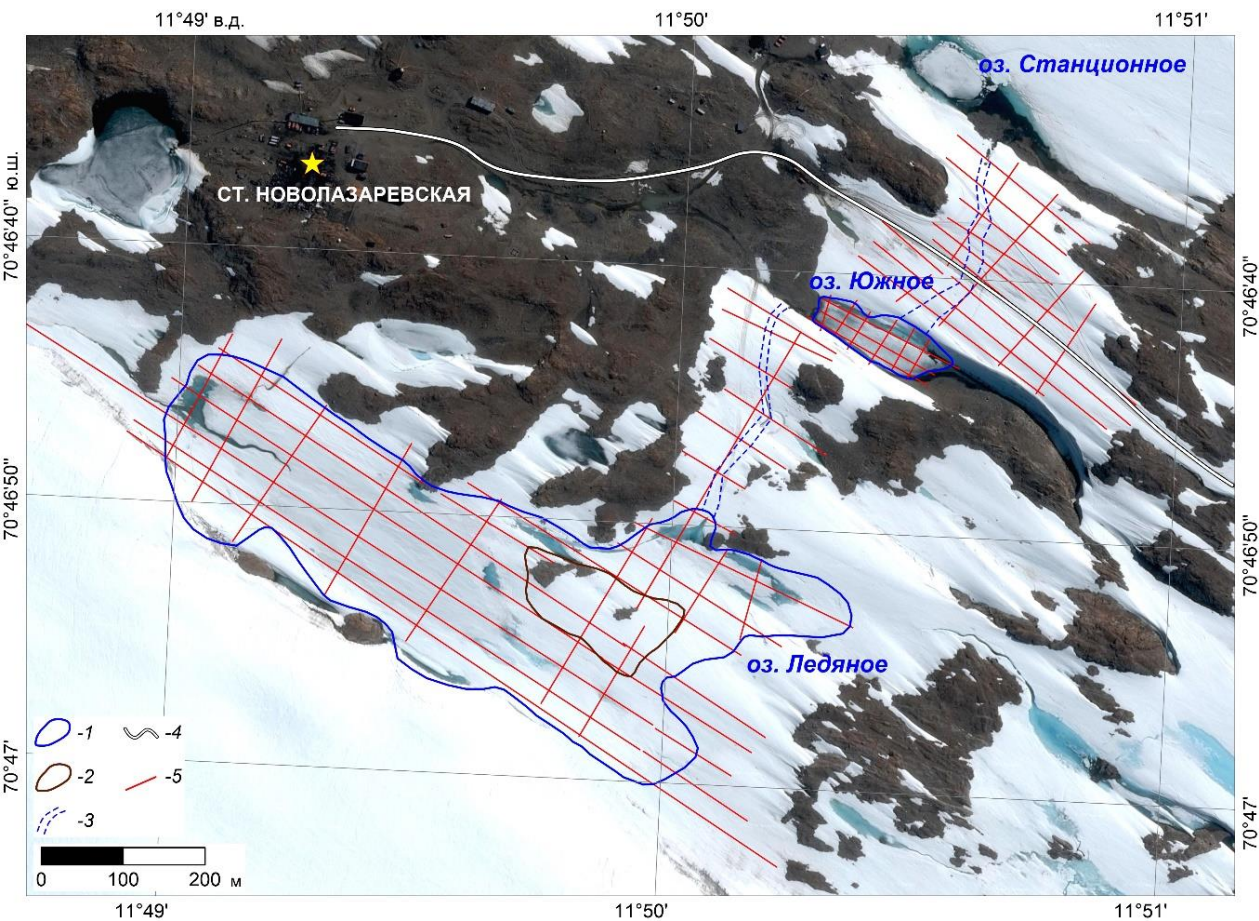 11°49' в.д.
11°50'
11°51'
оз. Станционное
70°46'40" ю.ш.
СТ. НОВОЛАЗАРЕВСКАЯ
оз. Южное
70°46'40"
70°46'50"
70°46'50"
оз. Ледяное
-1
-4
-2
-5
-3
70°47'
70°47'
0 100 200 м
11°49'
11°50'
11°51'